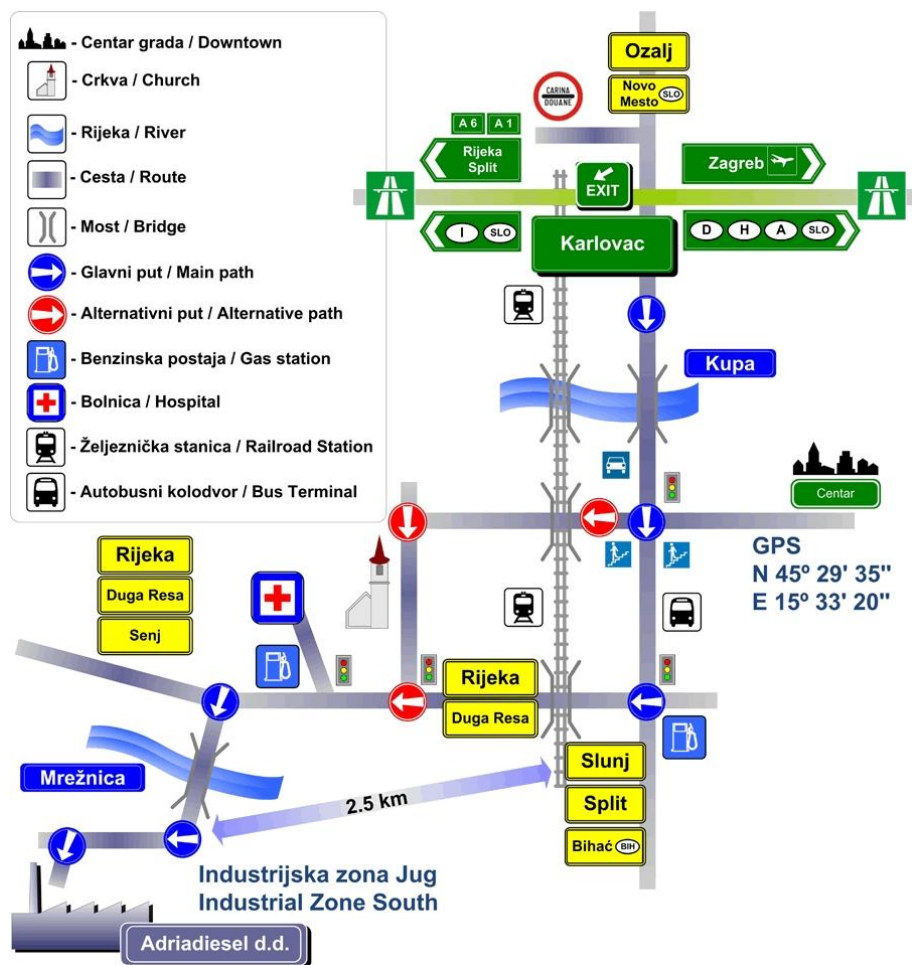 - Centar grada / Downtown
- Crkva / Church
- Rijeka / River
- Cesta / Route
- Most / Bridge
- Glavni put / Main path
- Alternativni put / Alternative path
- Benzinska postaja / Gas station
- Bolnica / Hospital
- Željeznička stanica / Railroad Station
- Autobusni kolodvor / Bus Terminal
Ozalj
Novo
Mesto SLO
CARINA
DOUANE
A 6 A 1
Rijeka
Split
EXIT
Zagreb
I SLO
Karlovac
D H A SLO
Kupa
Centar
GPS
N 45º 29' 35"
E 15º 33' 20"
Rijeka
Duga Resa
Senj
Rijeka
Duga Resa
Slunj
Split
Bihać BIH
Mrežnica
2.5 km
Industrijska zona Jug
Industrial Zone South
Adriadiesel d.d.